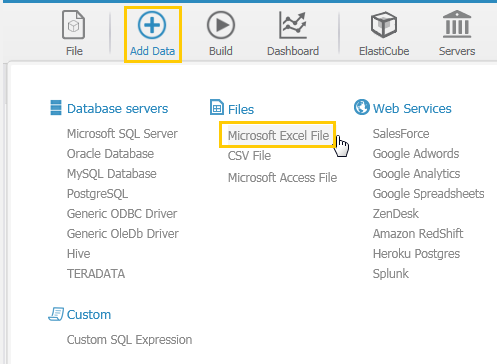 File
Add Data
Build
Dashboard
ElastiCube
Servers
Database servers
Microsoft SQL Server
Oracle Database
MySQL Database
PostgreSQL
Generic ODBC Driver
Generic OleDb Driver
Hive
TERADATA
Files
Microsoft Excel File
CSV File
Microsoft Access File
Web Services
SalesForce
Google Adwords
Google Analytics
Google Spreadsheets
ZenDesk
Amazon RedShift
Heroku Postgres
Splunk
Custom
Custom SQL Expression